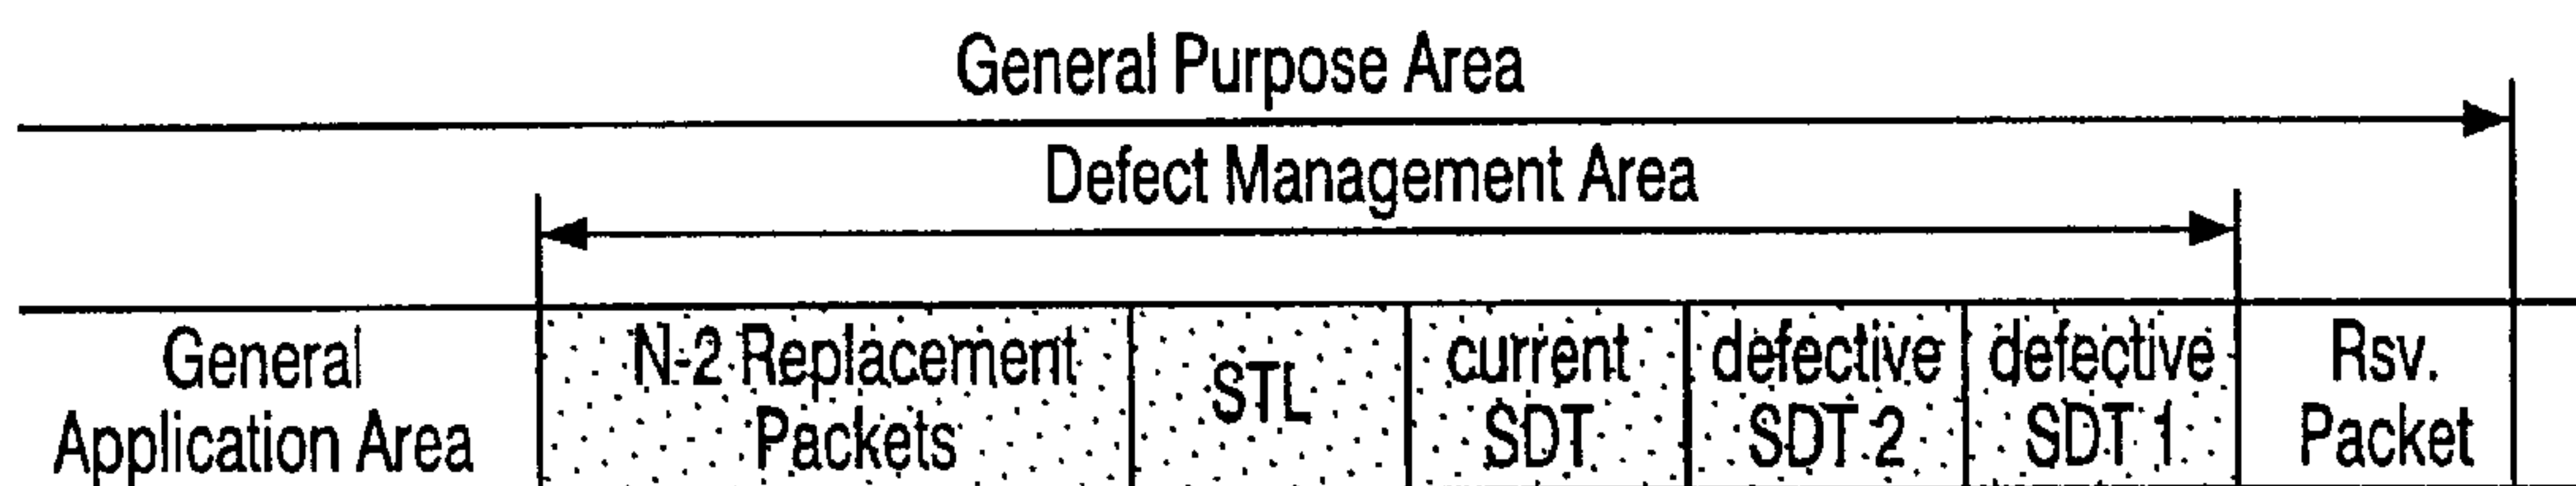 General Purpose Area
Defect Management Area
General
Application Area
N-2 Replacement
Packets
STL
current
SDT
defective
SDT 2
defective
SDT 1
Rsv.
Packet